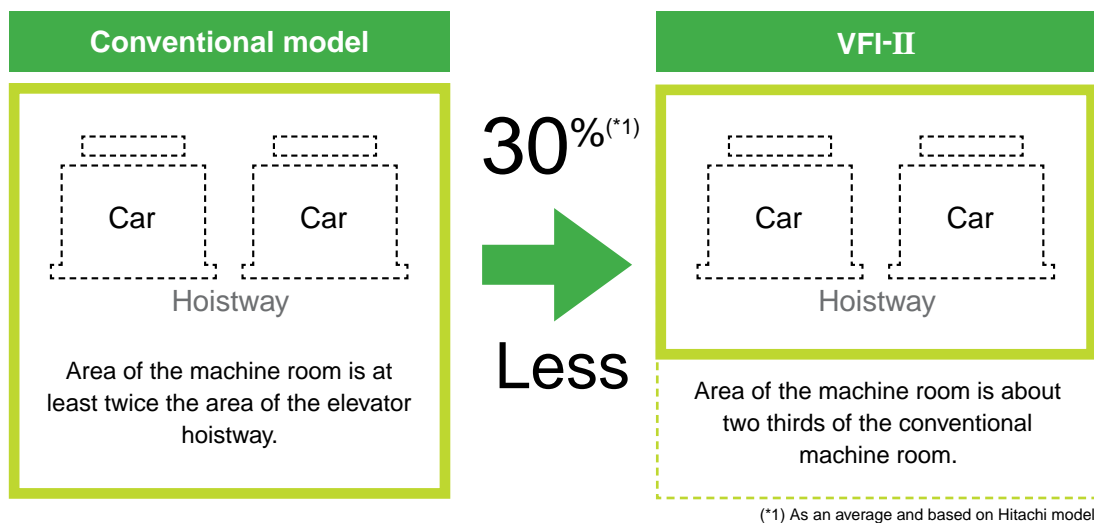 Conventional model
VFI-II
Car
Car
Hoistway
Area of the machine room is at
least twice the area of the elevator
hoistway.
30%(*1)
Less
Car
Car
Hoistway
Area of the machine room is about
two thirds of the conventional
machine room.
(*1) As an average and based on Hitachi model